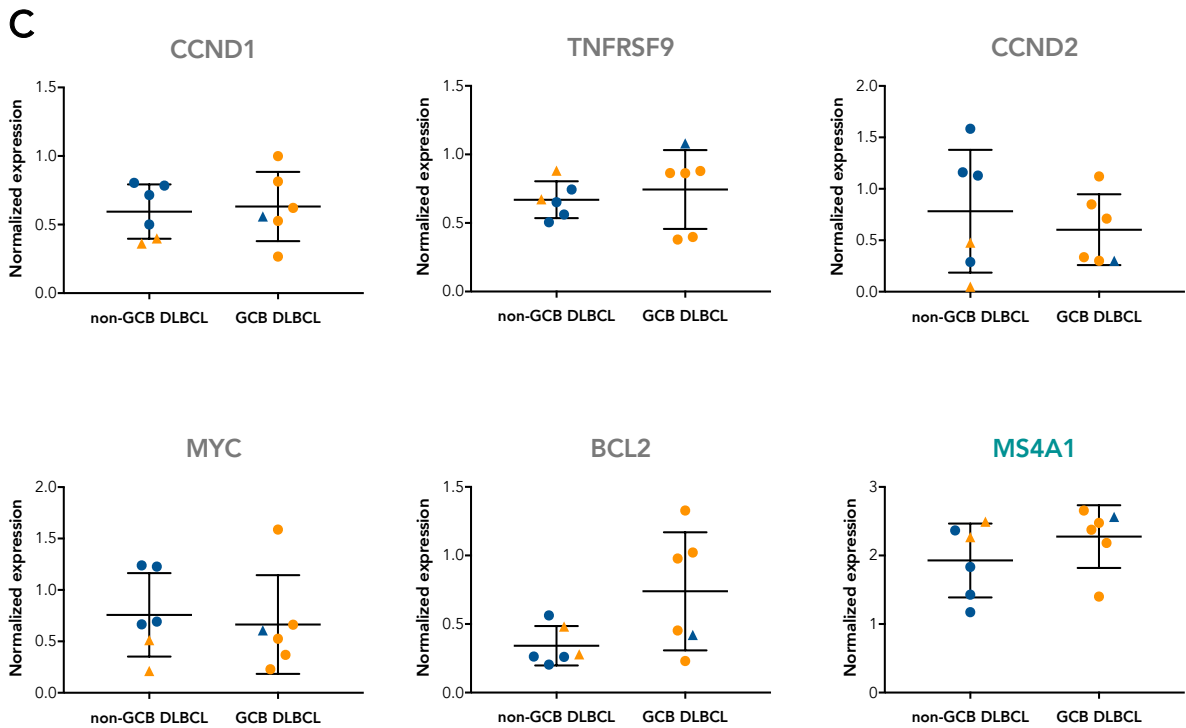 C
CCND1
TNFRSF9
CCND2
Normalized expression
1.5
1.0
0.5
0.0
non-GCB DLBCL
GCB DLBCL
Normalized expression
1.5
1.0
0.5
0.0
non-GCB DLBCL
GCB DLBCL
Normalized expression
2.0
1.5
1.0
0.5
0.0
non-GCB DLBCL
GCB DLBCL
MYC
BCL2
MS4A1
Normalized expression
2.0
1.5
1.0
0.5
0.0
non-GCB DLBCL
GCB DLBCL
Normalized expression
1.5
1.0
0.5
0.0
non-GCB DLBCL
GCB DLBCL
Normalized expression
3
2
1
0
non-GCB DLBCL
GCB DLBCL